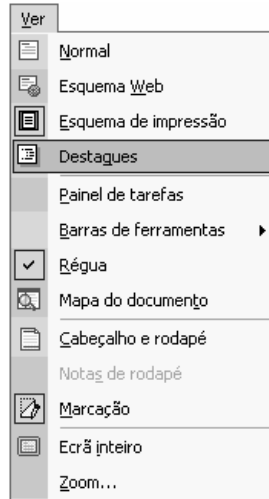 Ver
Normal
Esquema Web
Esquema de impressão
Destaques
Painel de tarefas
Barras de ferramentas
Régua
Mapa do documento
Cabeçalho e rodapé
Notas de rodapé
Marcação
Ecrã inteiro
Zoom...